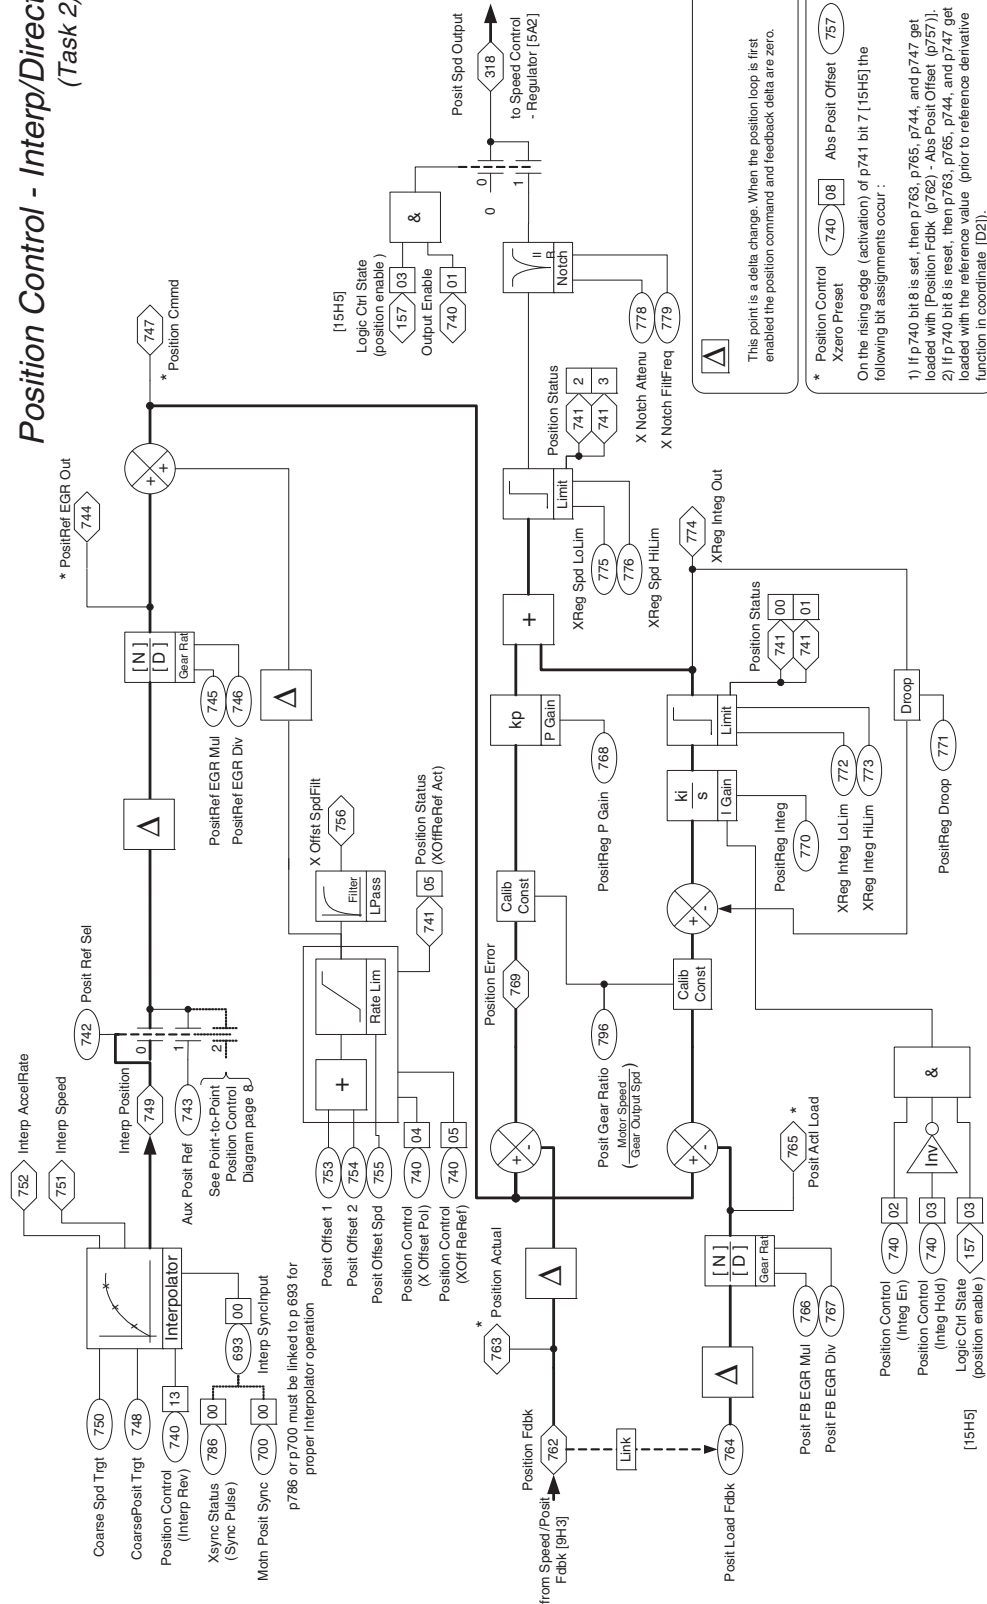 Position Control - Interp/Direct
(Task 2)
752
Interp AccelRate
751
Interp Speed
Coarse Spd Trgt
750
CoarsePosit Trgt
748
Position Control
(Interp Rev)
740
13
Interpolator
Xsync Status
(Sync Pulse)
786
00
Motn Posit Sync
700
00
693
00
Interp SyncInput
p786 or p700 must be linked to p 693 for
proper Interpolator operation
Interp Position
749
742
Posit Ref Sel
0
1
2
Aux Posit Ref
743
See Point-to-Point
Position Control
Diagram page 8
Δ
[ N ]
[ D ]
Gear Rat
745
746
PositRef EGR Mul
PositRef EGR Div
* PositRef EGR Out
744
+
+
747
* Position Cmmd
Δ
Posit Offset 1
753
Posit Offset 2
754
Posit Offset Spd
755
Position Control
(X Offset Pol)
740
04
Position Control
(XOff ReRef)
740
05
+
Rate Lim
Filter
LPass
X Offst SpdFilt
756
741
05
Position Status
(XOffReRef Act)
from Speed/Posit
Fdbk [9H3]
Position Fdbk
762
*
763
Position Actual
Δ
+
-
Position Error
769
Calib
Const
kp
P Gain
768
PositReg P Gain
+
Limit
775
776
XReg Spd LoLim
XReg Spd HiLim
Position Status
741
2
741
3
II
R
Notch
778
779
X Notch Attenu
X Notch FiltFreq
[15H5]
Logic Ctrl State
(position enable )
157
03
Output Enable
740
01
&
0
0
1
Posit Spd Output
318
to Speed Control
- Regulator [5A2]
Link
Posit Load Fdbk
764
Δ
[ N ]
[ D ]
Gear Rat
766
767
Posit FB EGR Mul
Posit FB EGR Div
765
*
Posit Actl Load
+
-
796
Posit Gear Ratio
(Motor Speed
Gear Output Spd)
Calib
Const
+
-
ki
s
I Gain
770
PositReg Integ
Limit
772
773
XReg Integ LoLim
XReg Integ HiLim
Position Status
741
00
741
01
774
XReg Integ Out
Droop
771
PositReg Droop
Position Control
(Integ En)
740
02
Position Control
(Integ Hold)
740
03
Logic Ctrl State
(position enable)
157
03
[15H5]
Inv
&
Δ
This point is a delta change. When the position loop is first
enabled the position command and feedback delta are zero.
*
Position Control
Xzero Preset
740
08
Abs Posit Offset
757
On the rising edge (activation) of p741 bit 7 [15H5] the
following bit assignments occur :
1) If p740 bit 8 is set, then p763, p765, p744, and p747 get
loaded with [Position Fdbk (p762) - Abs Posit Offset (p757)].
2) If p740 bit 8 is reset, then p763, p765, p744, and p747 get
loaded with the reference value (prior to reference derivative
function in coordinate [D2]).